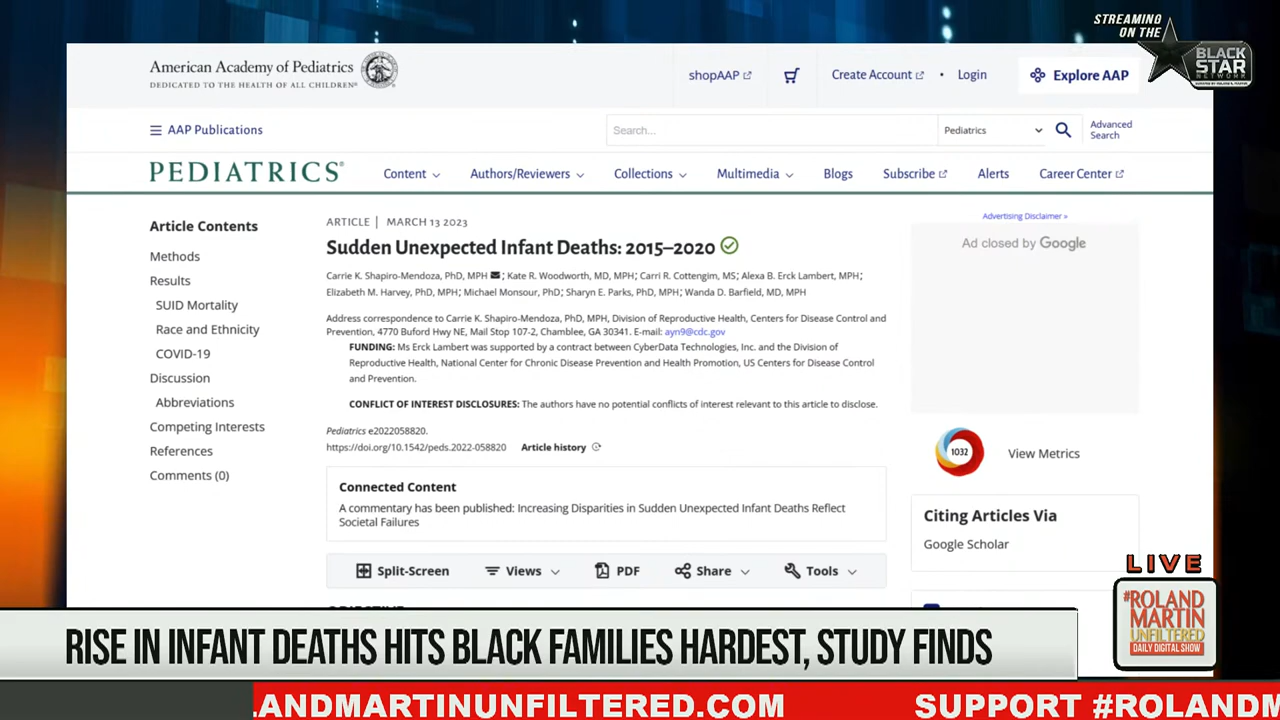 STREAMING
ON THE
BLACK
STAR
NETWORK
American Academy of Pediatrics
DEDICATED TO THE HEALTH OF ALL CHILDREN®
shopAAP
Create Account
• Login
Explore AAP
AAP Publications
Search...
Pediatrics
Advanced
Search
PEDIATRICS®
Content
Authors/Reviewers
Collections
Multimedia
Blogs
Subscribe
Alerts
Career Center
Article Contents
Methods
Results
SUID Mortality
Race and Ethnicity
COVID-19
Discussion
Abbreviations
Competing Interests
References
Comments (0)
ARTICLE | MARCH 13 2023
Sudden Unexpected Infant Deaths: 2015–2020
Carrie K. Shapiro-Mendoza, PhD, MPH ; Kate R. Woodworth, MD, MPH; Carri R. Cottengim, MS; Alexa B. Erck Lambert, MPH;
Elizabeth M. Harvey, PhD, MPH; Michael Monsour, PhD; Sharyn E. Parks, PhD, MPH; Wanda D. Barfield, MD, MPH
Address correspondence to Carrie K. Shapiro-Mendoza, PhD, MPH, Division of Reproductive Health, Centers for Disease Control and
Prevention, 4770 Buford Hwy NE, Mail Stop 107-2, Chamblee, GA 30341. E-mail: ayn9@cdc.gov
FUNDING: Ms Erck Lambert was supported by a contract between CyberData Technologies, Inc. and the Division of
Reproductive Health, National Center for Chronic Disease Prevention and Health Promotion, US Centers for Disease Control
and Prevention.
CONFLICT OF INTEREST DISCLOSURES: The authors have no potential conflicts of interest relevant to this article to disclose.
Pediatrics e2022058820.
https://doi.org/10.1542/peds.2022-058820 Article history
Connected Content
A commentary has been published: Increasing Disparities in Sudden Unexpected Infant Deaths Reflect
Societal Failures
Split-Screen
Views
PDF
Share
Tools
Advertising Disclaimer »
Ad closed by Google
1032
View Metrics
Citing Articles Via
Google Scholar
LIVE
#ROLAND
MARTIN
UNFILTERED
DAILY DIGITAL SHOW
RISE IN INFANT DEATHS HITS BLACK FAMILIES HARDEST, STUDY FINDS
.ANDMARTINUNFILTERED.COM SUPPORT #ROLANDM